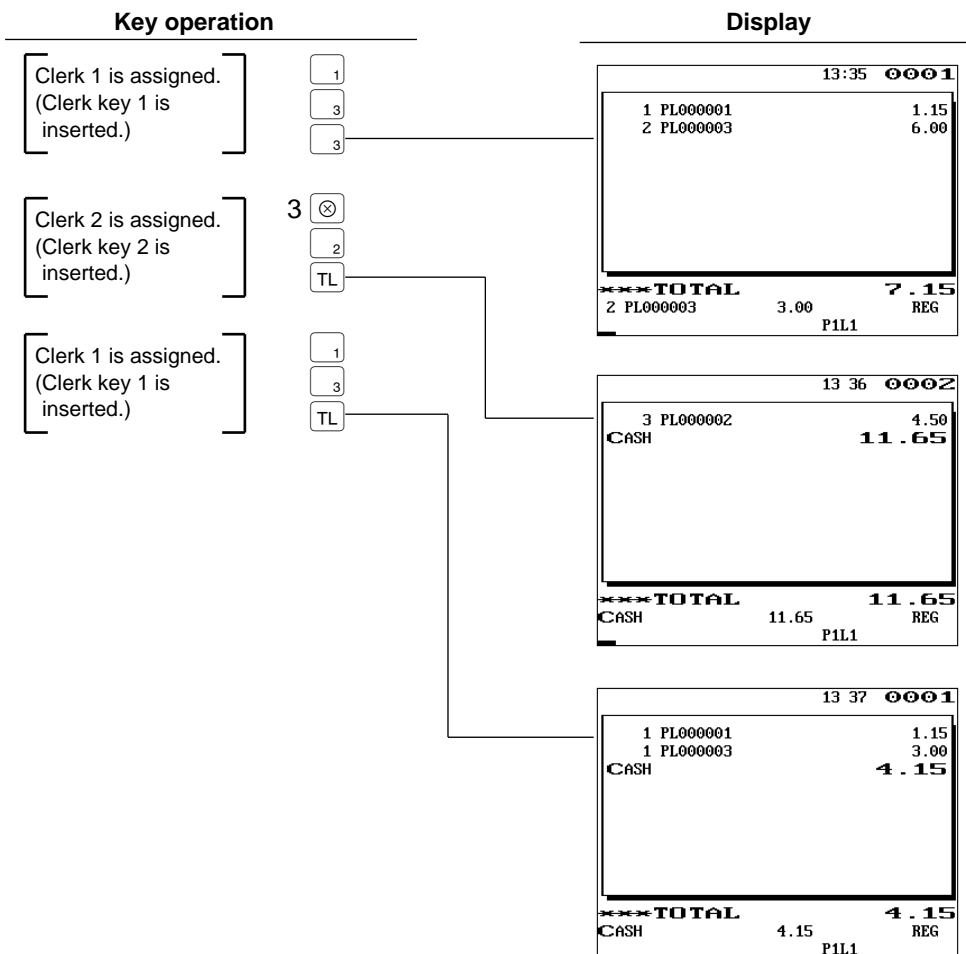 Key operation
Display
Clerk 1 is assigned.
(Clerk key 1 is
inserted.)
1
3
3
13:35 0001
1 PL000001 1.15
2 PL000003 6.00
***TOTAL 7.15
2 PL000003 3.00 REG
P1L1
Clerk 2 is assigned.
(Clerk key 2 is
inserted.)
3 ⊗
2
TL
13 36 0002
3 PL000002 4.50
CASH 11.65
***TOTAL 11.65
CASH 11.65 REG
P1L1
Clerk 1 is assigned.
(Clerk key 1 is
inserted.)
1
3
TL
13 37 0001
1 PL000001 1.15
1 PL000003 3.00
CASH 4.15
***TOTAL 4.15
CASH 4.15 REG
P1L1